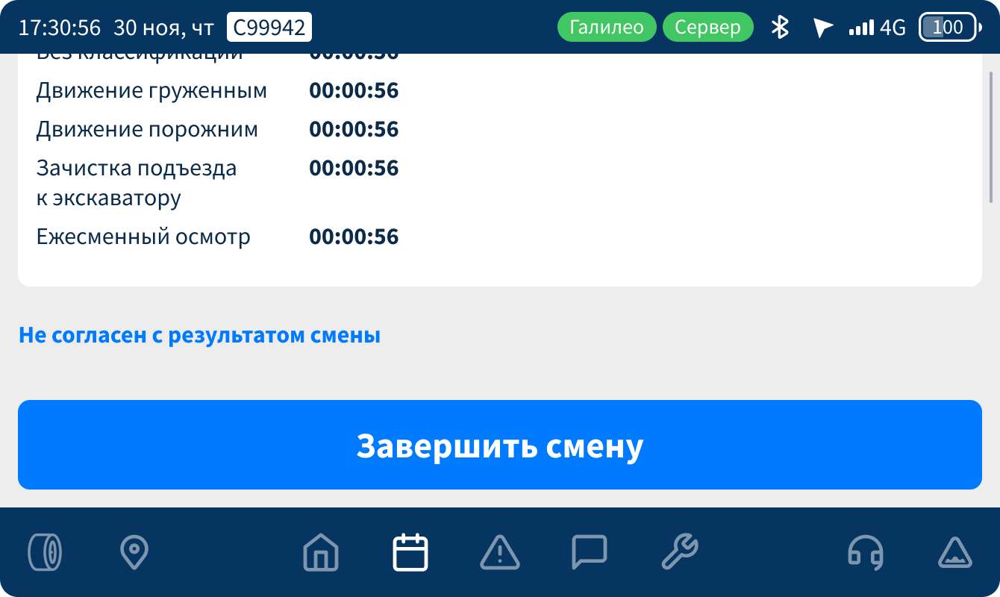 17:30:56 30 ноя, чт С99942 Галилео Сервер 4G 100
Без классификации 00:00:56
Движение груженным 00:00:56
Движение порожним 00:00:56
Зачистка подъезда 00:00:56
к экскаватору
Ежесменный осмотр 00:00:56
Не согласен с результатом смены
Завершить смену